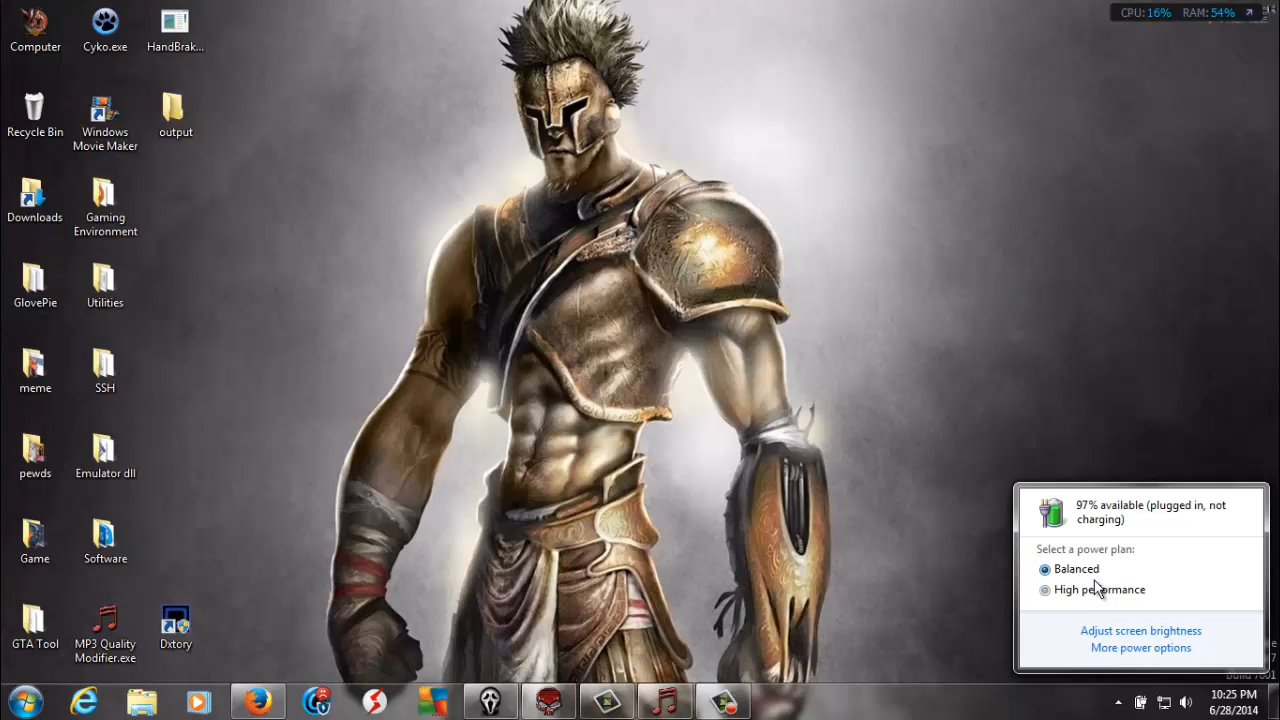 CPU: 16% RAM: 54%
Computer
Cyko.exe
HandBrak...
Recycle Bin
Windows
Movie Maker
output
Downloads
Gaming
Environment
GlovePie
Utilities
meme
SSH
pewds
Emulator dll
Game
Software
GTA Tool
MP3 Quality
Modifier.exe
Dxtory
97% available (plugged in, not
charging)
Select a power plan:
Balanced
High performance
Adjust screen brightness
More power options
10:25 PM
6/28/2014